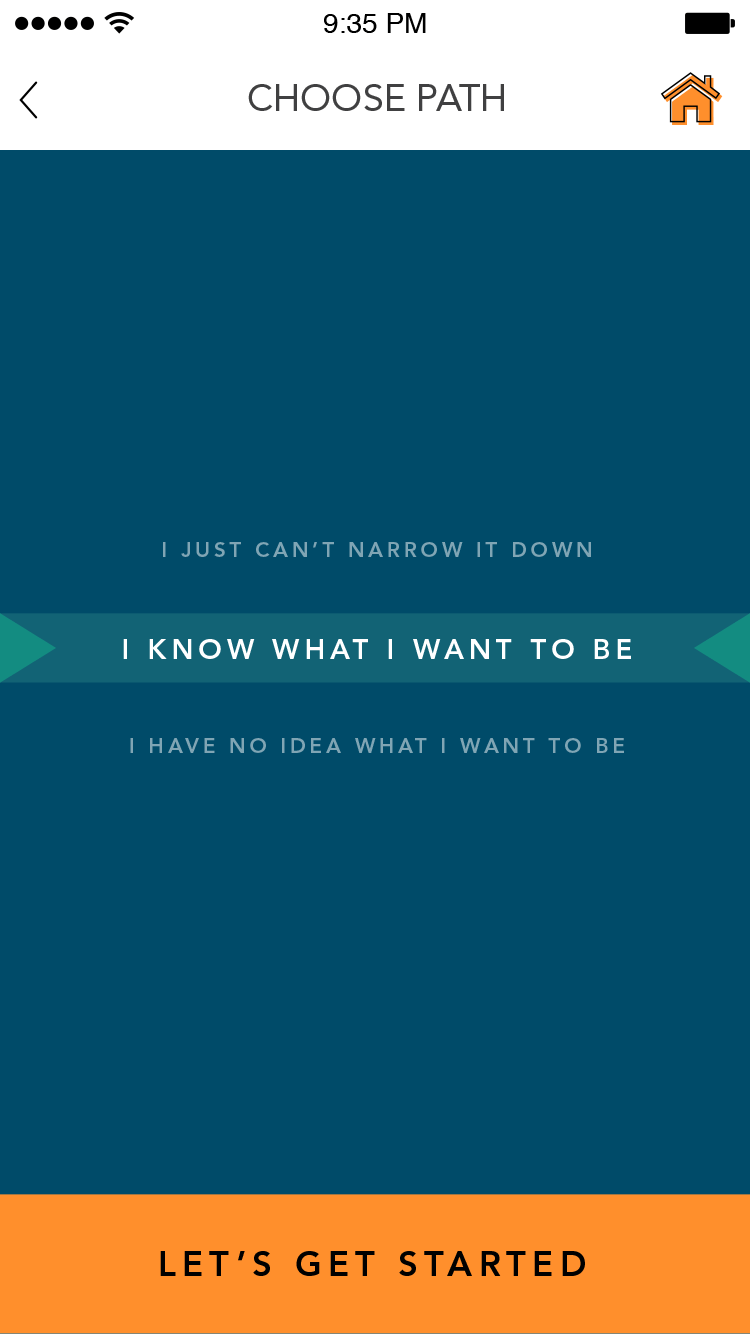 9:35 PM
CHOOSE PATH
I JUST CAN’T NARROW IT DOWN
I KNOW WHAT I WANT TO BE
I HAVE NO IDEA WHAT I WANT TO BE
LET’S GET STARTED